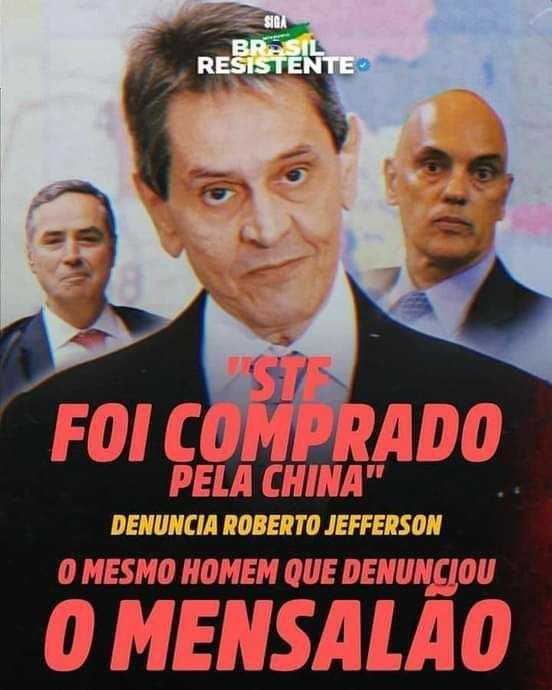 SIGA
BRASIL
RESISTENTE
"STF
FOI COMPRADO
PELA CHINA"
DENUNCIA ROBERTO JEFFERSON
O MESMO HOMEM QUE DENUNCIOU
O MENSALÃO